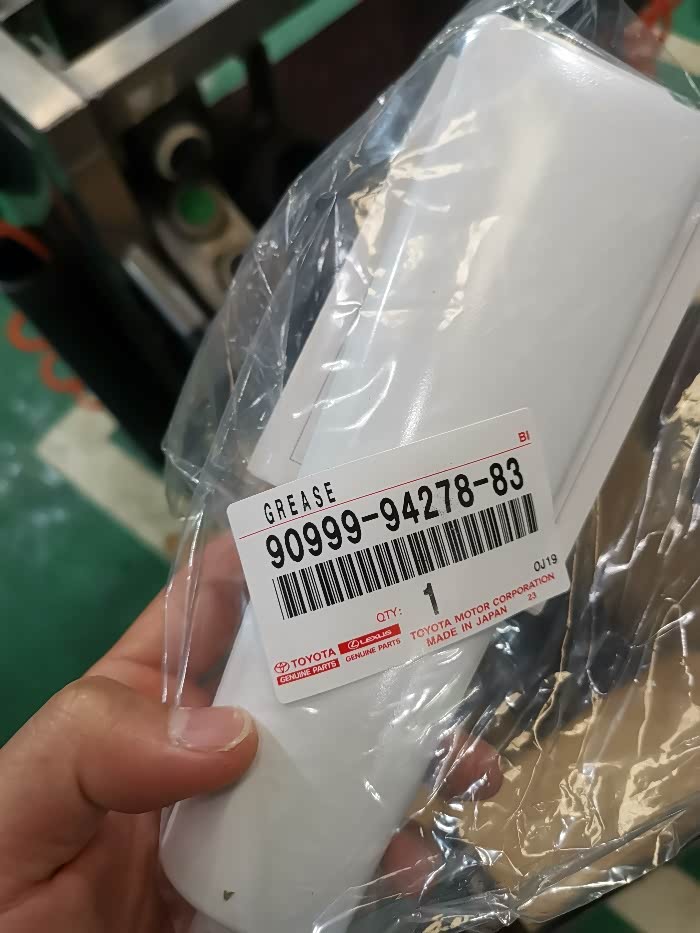 BI
GREASE
90999-94278-83
0J19
QTY: 1
TOYOTA LEXUS TOYOTA MOTOR CORPORATION
GENUINE PARTS GENUINE PARTS MADE IN JAPAN 23